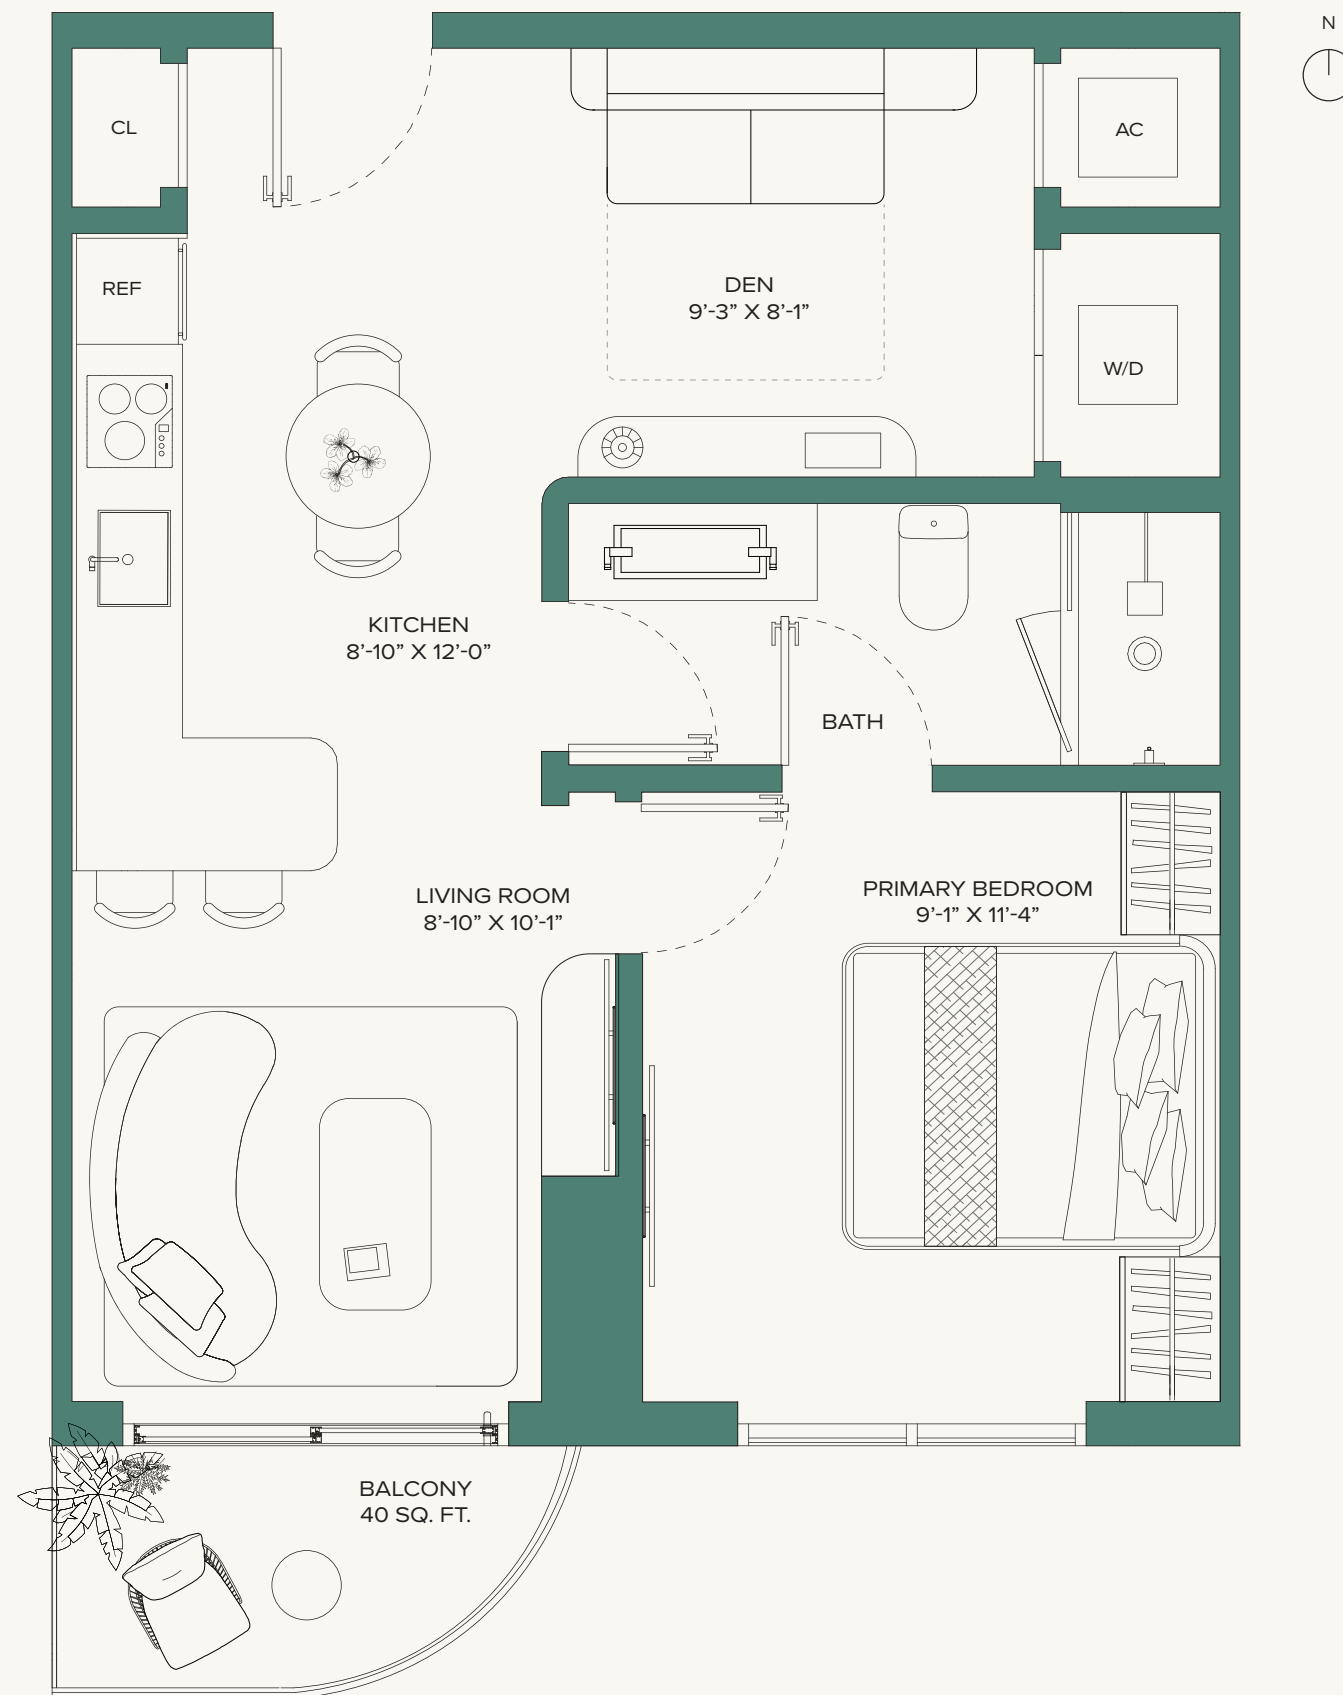 N
CL
AC
REF
DEN
9’-3” X 8’-1”
W/D
KITCHEN
8’-10” X 12’-0”
BATH
LIVING ROOM
8’-10” X 10’-1”
PRIMARY BEDROOM
9’-1” X 11’-4”
BALCONY
40 SQ. FT.